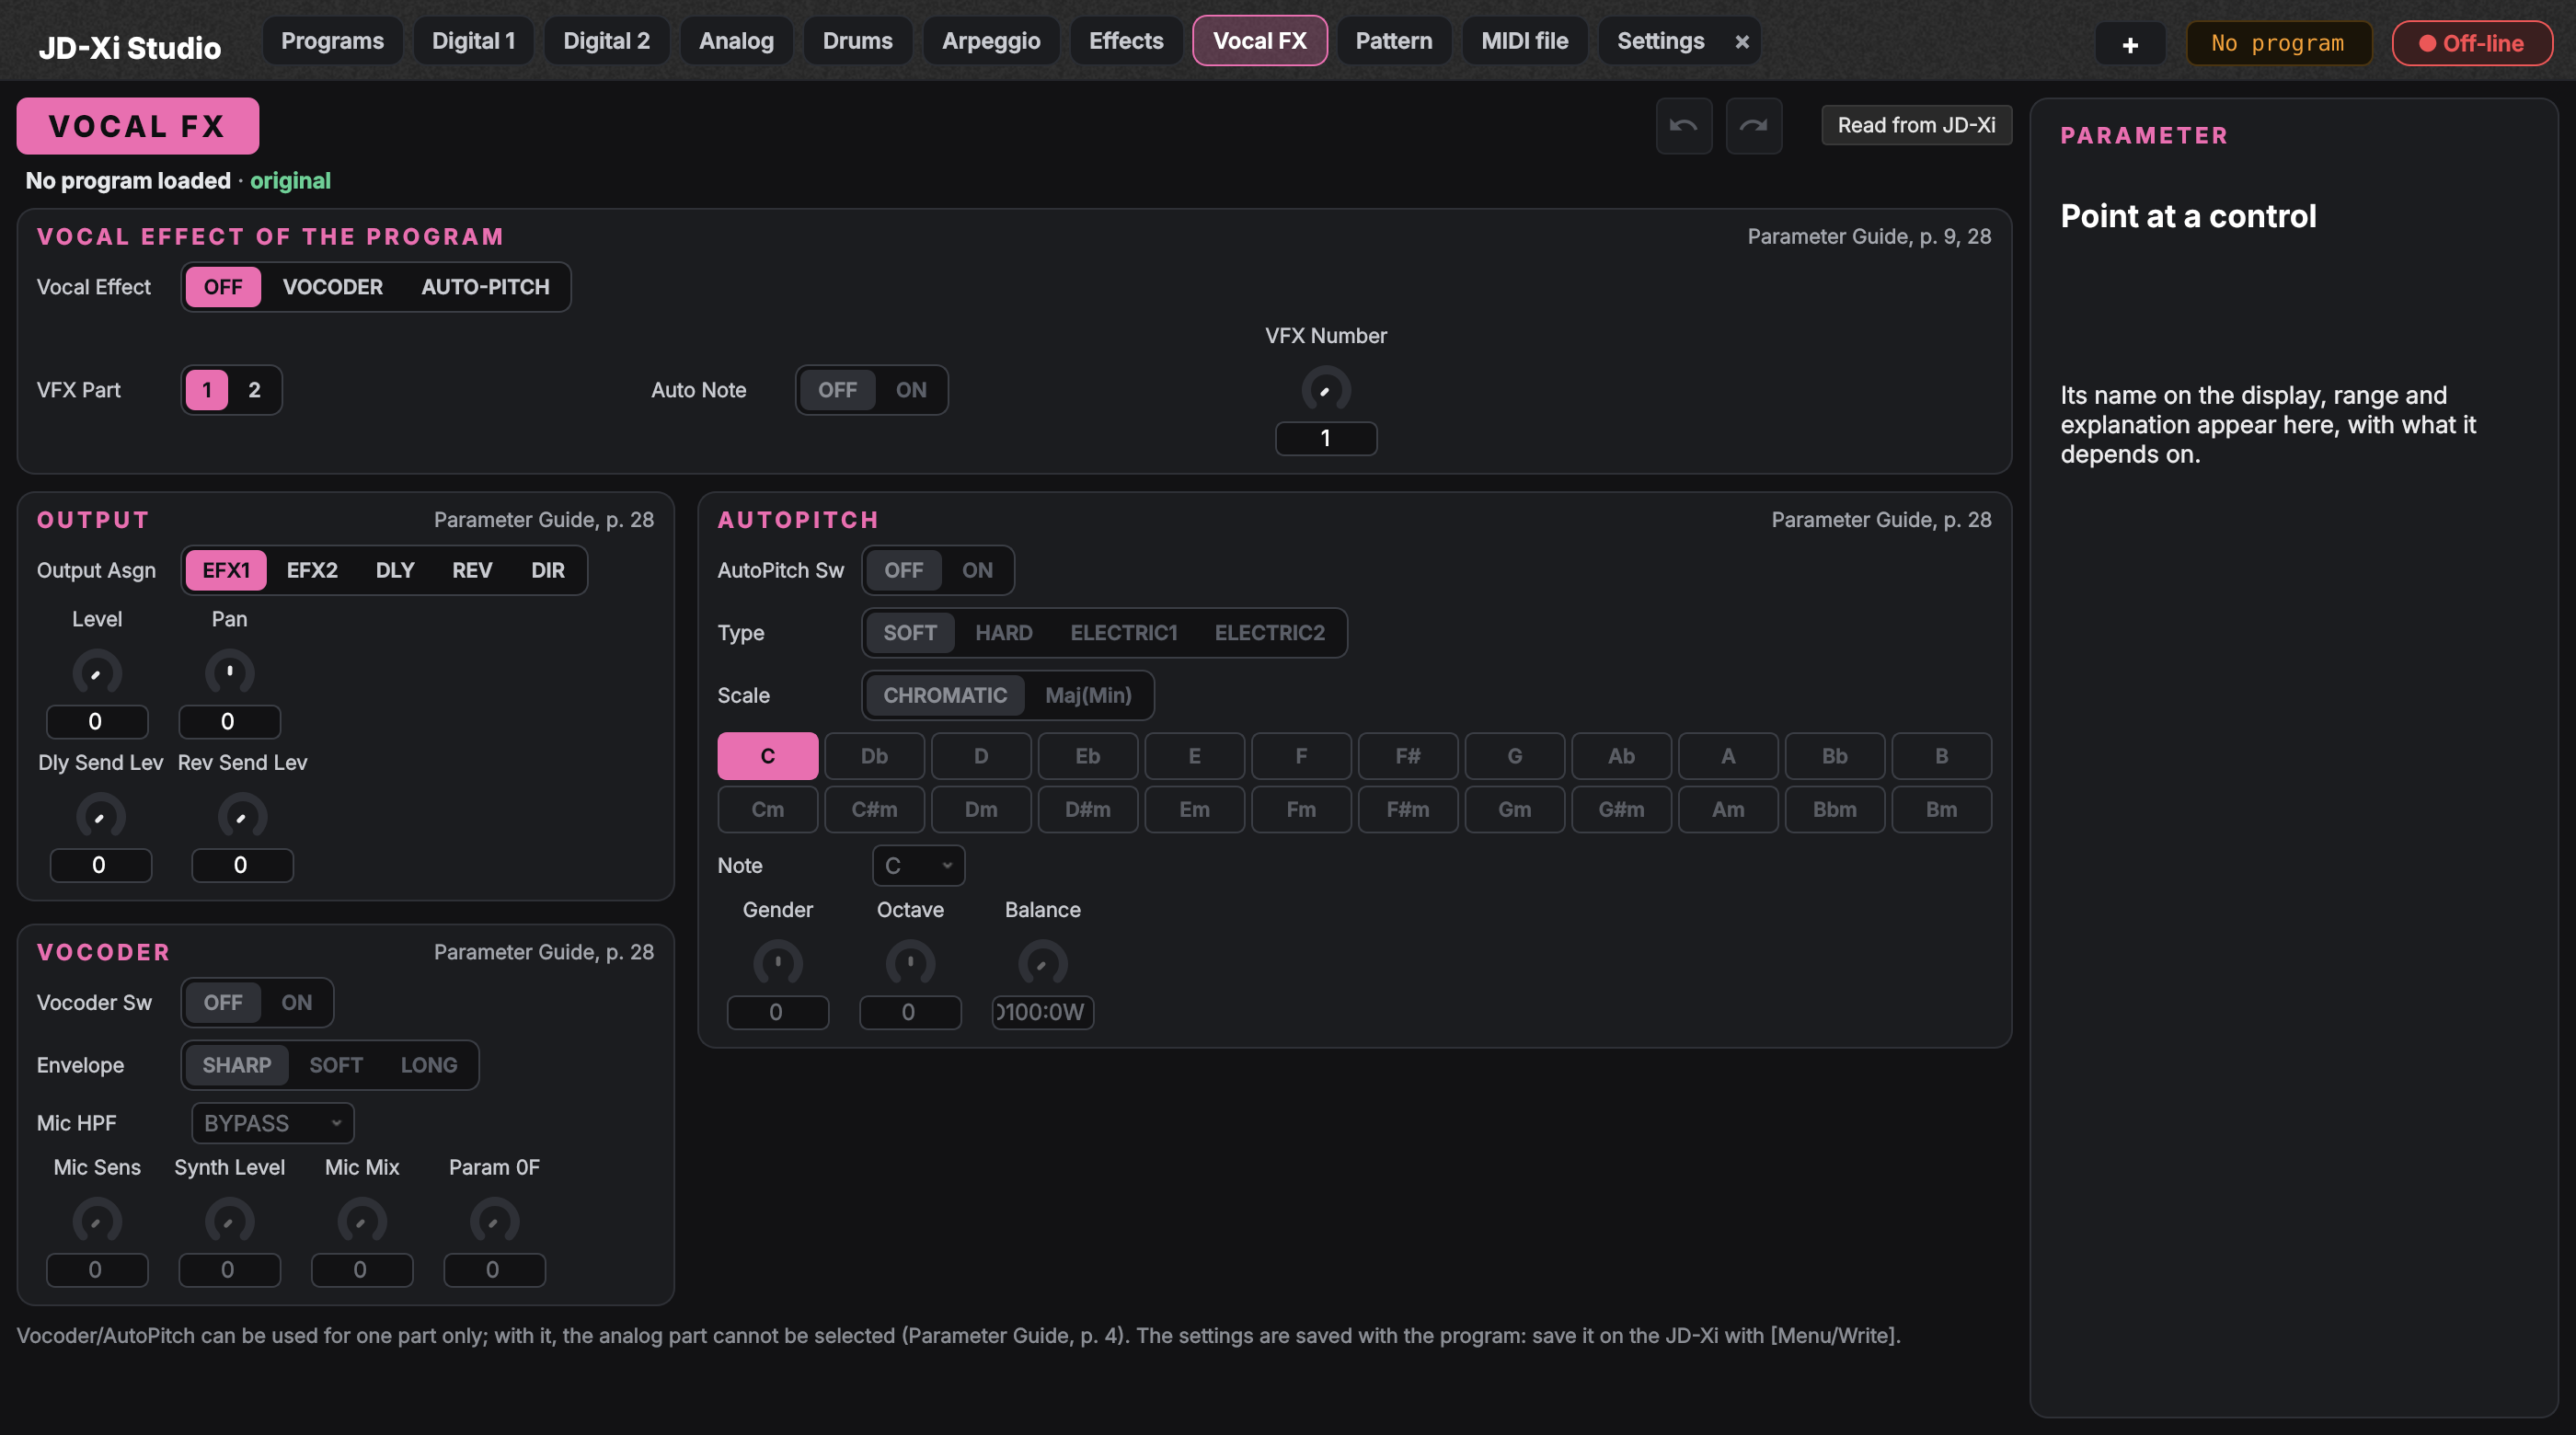 JD-Xi Studio
Programs
Digital 1
Digital 2
Analog
Drums
Arpeggio
Effects
Vocal FX
Pattern
MIDI file
Settings ×
+
No program
Off-line
VOCAL FX
Read from JD-Xi
No program loaded · original
VOCAL EFFECT OF THE PROGRAM
Parameter Guide, p. 9, 28
Vocal Effect OFF VOCODER AUTO-PITCH
VFX Number
VFX Part 1 2
Auto Note OFF ON
1
OUTPUT
Parameter Guide, p. 28
Output Asgn EFX1 EFX2 DLY REV DIR
Level Pan
0 0
Dly Send Lev Rev Send Lev
0 0
VOCODER
Parameter Guide, p. 28
Vocoder Sw OFF ON
Envelope SHARP SOFT LONG
Mic HPF BYPASS
Mic Sens Synth Level Mic Mix Param 0F
0 0 0 0
AUTOPITCH
Parameter Guide, p. 28
AutoPitch Sw OFF ON
Type SOFT HARD ELECTRIC1 ELECTRIC2
Scale CHROMATIC Maj(Min)
C Db D Eb E F F# G Ab A Bb B
Cm C#m Dm D#m Em Fm F#m Gm G#m Am Bbm Bm
Note C
Gender Octave Balance
0 0 D100:0W
Vocoder/AutoPitch can be used for one part only; with it, the analog part cannot be selected (Parameter Guide, p. 4). The settings are saved with the program: save it on the JD-Xi with [Menu/Write].
PARAMETER
Point at a control
Its name on the display, range and
explanation appear here, with what it
depends on.